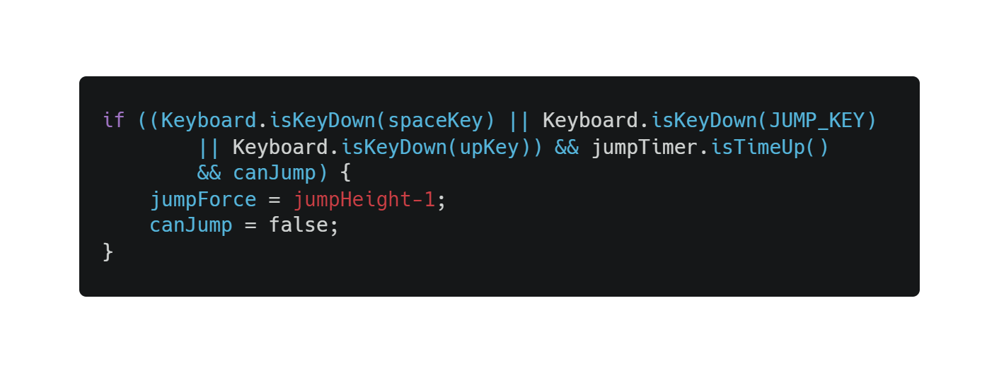 if ((Keyboard.isKeyDown(spaceKey) || Keyboard.isKeyDown(JUMP_KEY)
        || Keyboard.isKeyDown(upKey)) && jumpTimer.isTimeUp()
        && canJump) {
    jumpForce = jumpHeight-1;
    canJump = false;
}